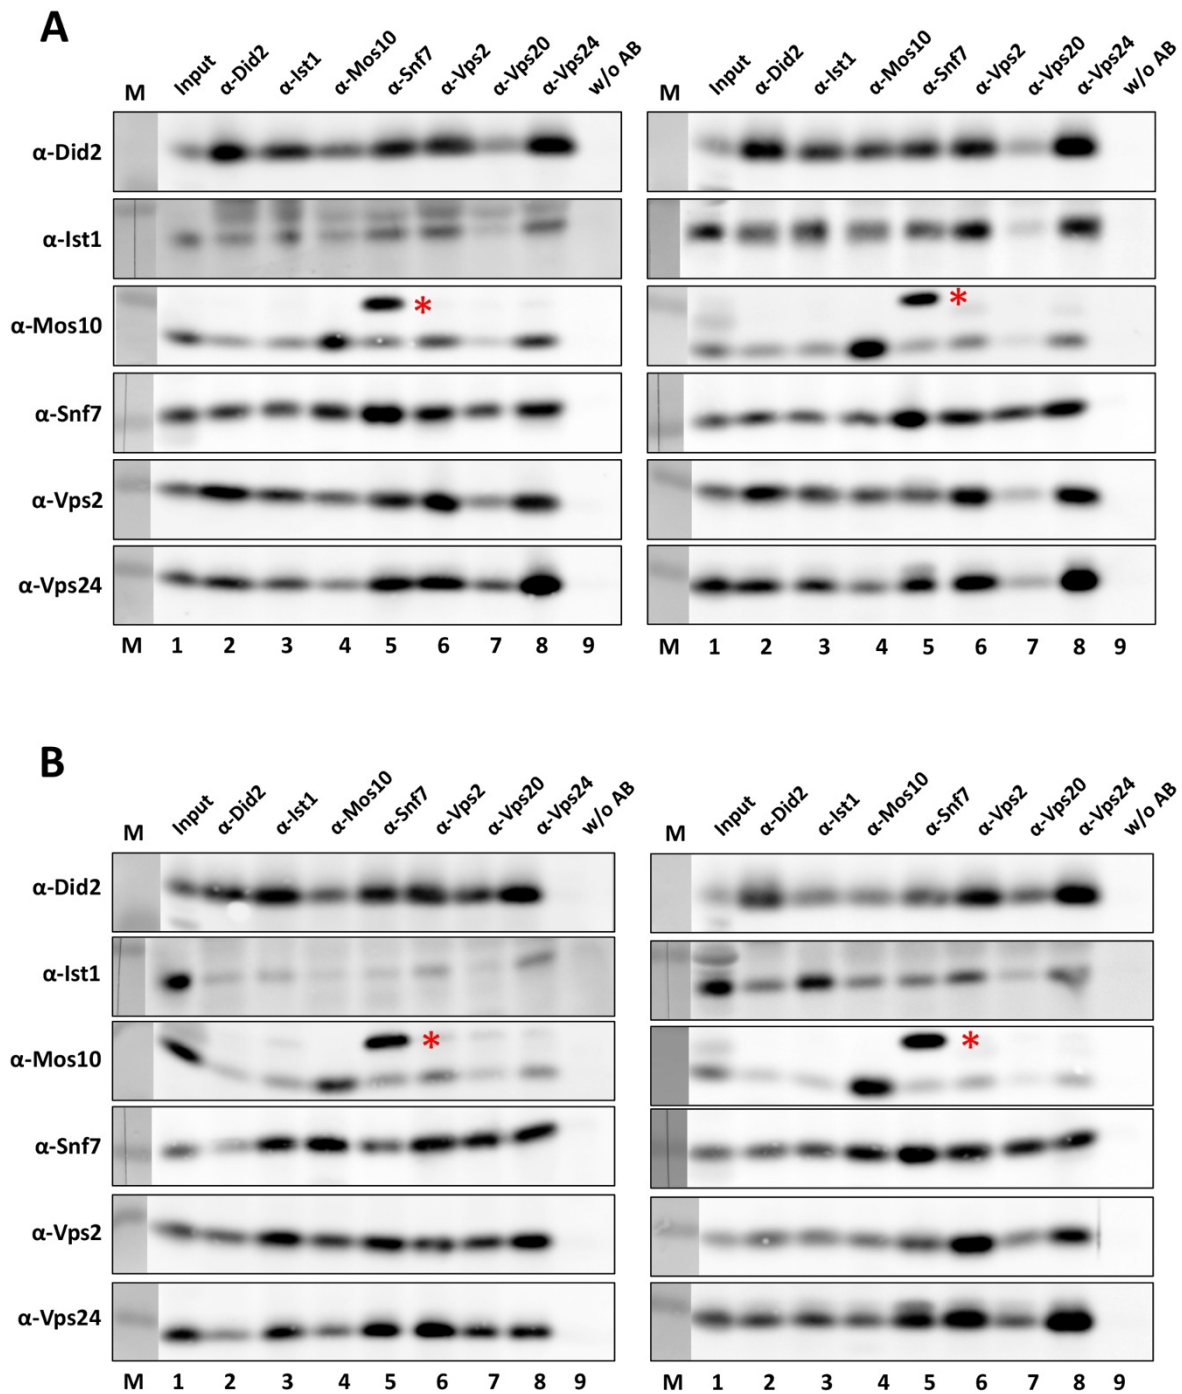 A
M Input α-Did2 α-Ist1 α-Mos10 α-Snf7 α-Vps2 α-Vps20 α-Vps24 w/o AB
M Input α-Did2 α-Ist1 α-Mos10 α-Snf7 α-Vps2 α-Vps20 α-Vps24 w/o AB
α-Did2
α-Ist1
α-Mos10 * *
α-Snf7
α-Vps2
α-Vps24
M 1 2 3 4 5 6 7 8 9
M 1 2 3 4 5 6 7 8 9
B
M Input α-Did2 α-Ist1 α-Mos10 α-Snf7 α-Vps2 α-Vps20 α-Vps24 w/o AB
M Input α-Did2 α-Ist1 α-Mos10 α-Snf7 α-Vps2 α-Vps20 α-Vps24 w/o AB
α-Did2
α-Ist1
α-Mos10 * *
α-Snf7
α-Vps2
α-Vps24
M 1 2 3 4 5 6 7 8 9
M 1 2 3 4 5 6 7 8 9